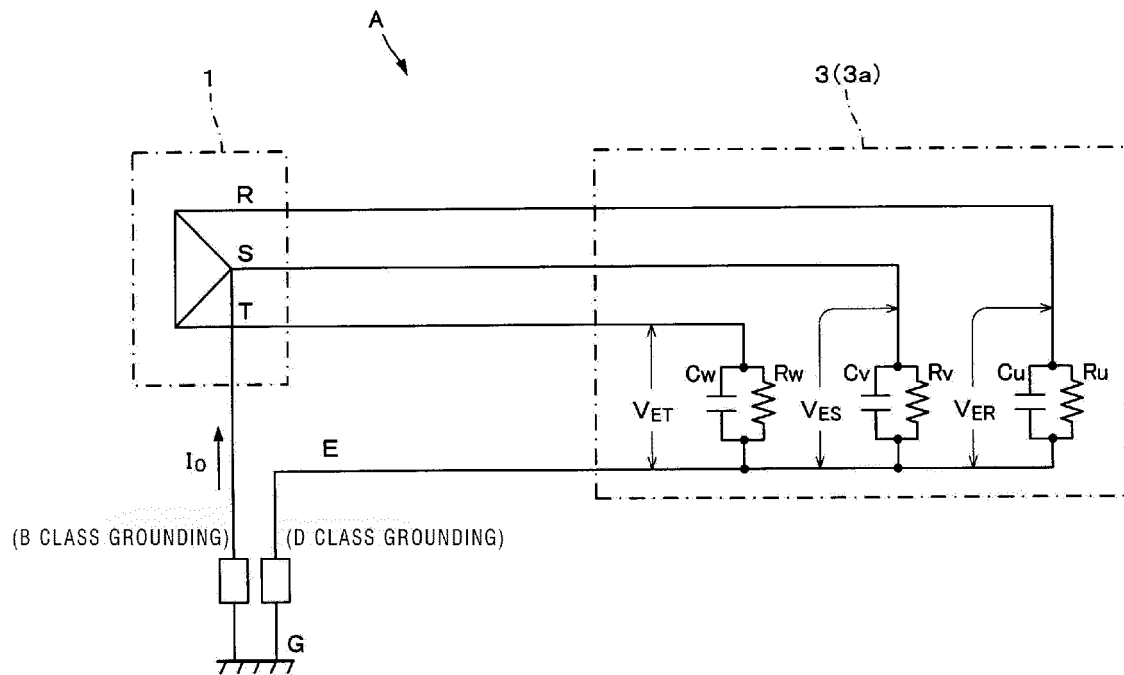 A
1
3(3a)
R
S
T
Cw Rw Cv Rv Cu Ru
VET VES VER
E
Io
(B CLASS GROUNDING) (D CLASS GROUNDING)
G